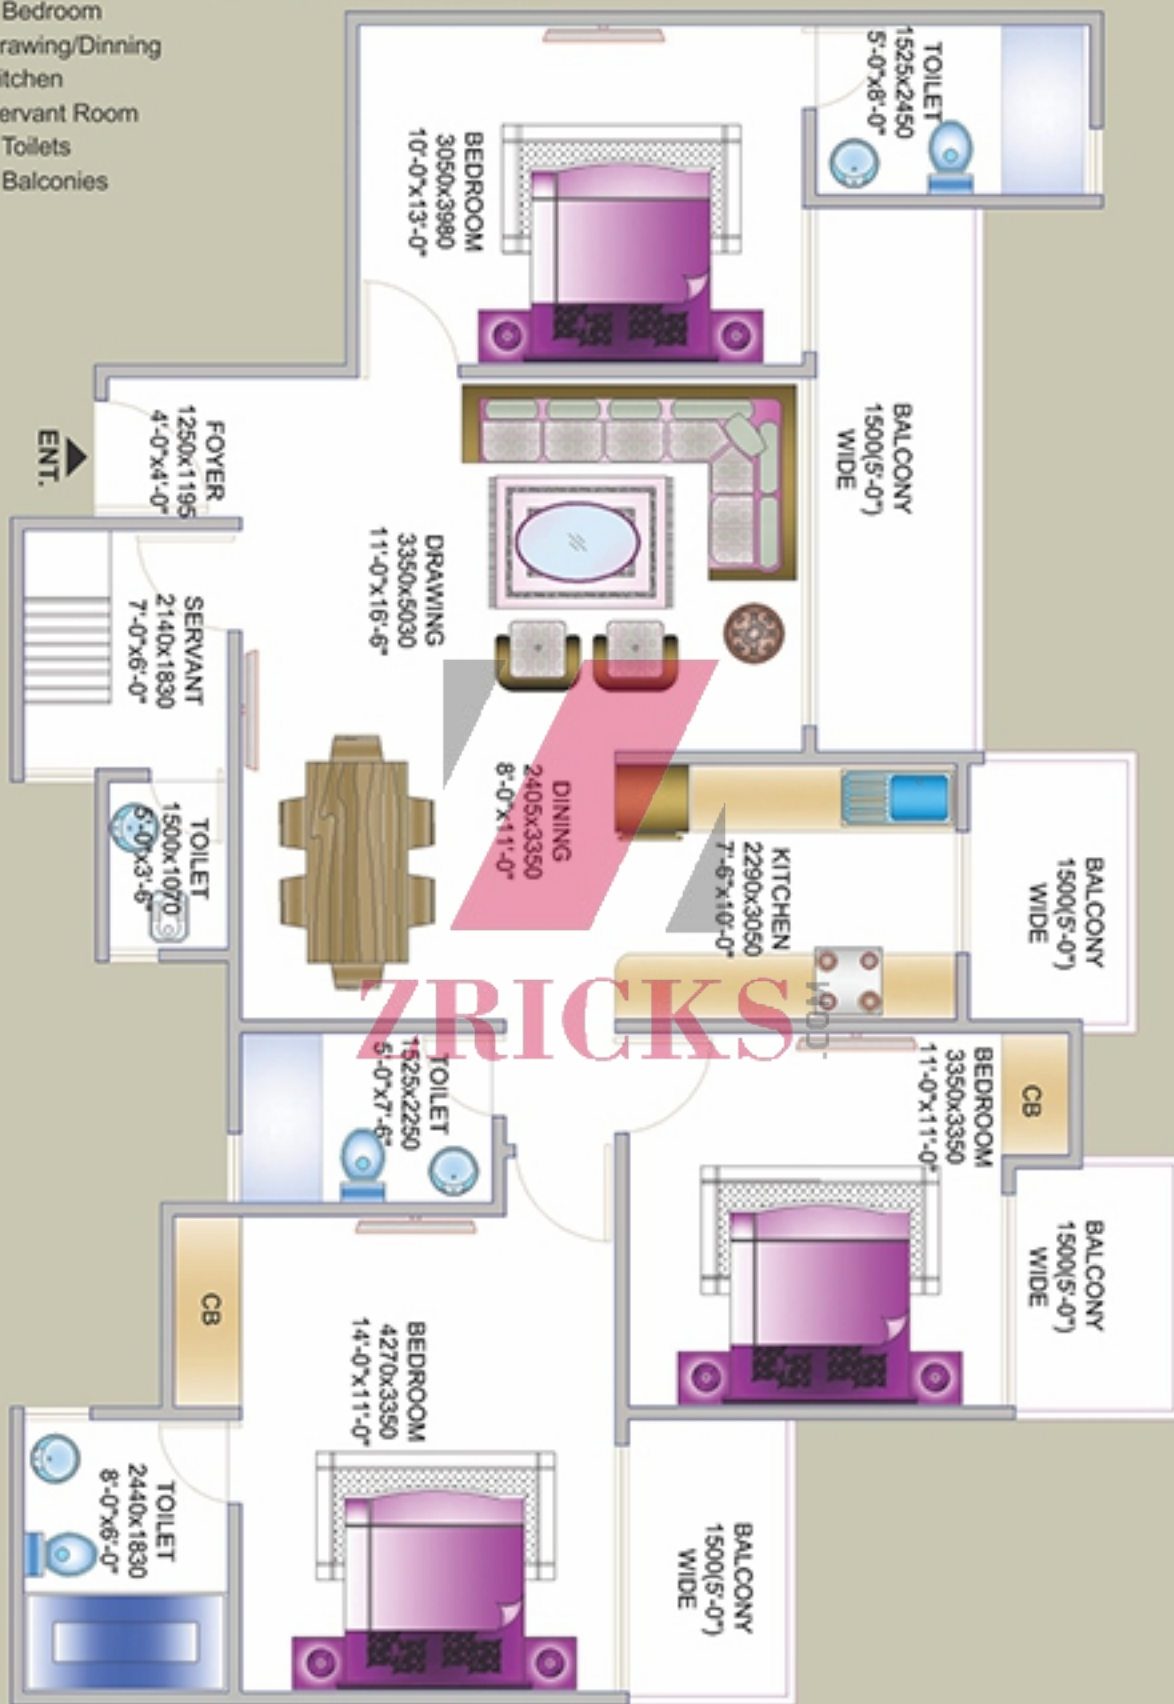 Bedroom
rawing/Dinning
itchen
ervant Room
Toilets
Balconies
TOILET
1525x2450
5'-0"x8'-0"
BEDROOM
3050x3980
10'-0"x13'-0"
BALCONY
1500(5'-0")
WIDE
FOYER
1250x1195
4'-0"x4'-0"
ENT.
DRAWING
3350x5030
11'-0"x16'-6"
SERVANT
2140x1830
7'-0"x6'-0"
TOILET
1500x1070
5'-0"x3'-6"
DINING
2405x3350
8'-0"x11'-0"
KITCHEN
2290x3050
7'-6"x10'-0"
BALCONY
1500(5'-0")
WIDE
ZRICKS
.COM
TOILET
1525x2250
5'-0"x7'-6"
BEDROOM
3350x3350
11'-0"x11'-0"
CB
BALCONY
1500(5'-0")
WIDE
CB
BEDROOM
4270x3350
14'-0"x11'-0"
TOILET
2440x1830
8'-0"x6'-0"
BALCONY
1500(5'-0")
WIDE